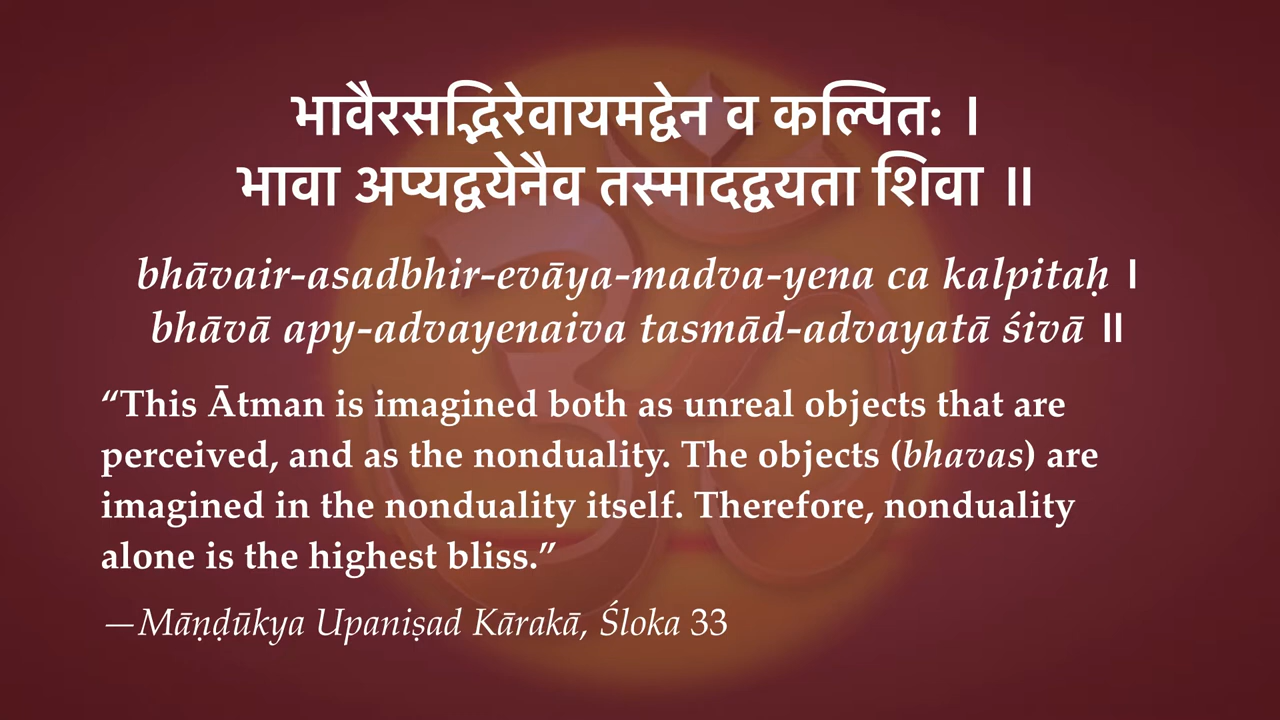 भावैरसद्भिरेवायमद्वेन व कल्पितः ।
भावा अप्यद्वयेनैव तस्मादद्वयता शिवा ॥
bhāvair-asadbhir-evāya-madva-yena ca kalpitaḥ ।
bhāvā apy-advayenaiva tasmād-advayatā śivā ॥
“This Ātman is imagined both as unreal objects that are
perceived, and as the nonduality. The objects (bhavas) are
imagined in the nonduality itself. Therefore, nonduality
alone is the highest bliss.”
—Māṇḍūkya Upaniṣad Kārakā, Śloka 33